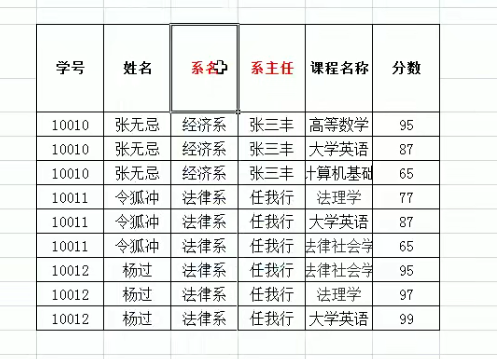 学号 姓名 系名 系主任 课程名称 分数
10010 张无忌 经济系 张三丰 高等数学 95
10010 张无忌 经济系 张三丰 大学英语 87
10010 张无忌 经济系 张三丰 计算机基础 65
10011 令狐冲 法律系 任我行 法理学 77
10011 令狐冲 法律系 任我行 大学英语 87
10011 令狐冲 法律系 任我行 法律社会学 65
10012 杨过 法律系 任我行 法律社会学 95
10012 杨过 法律系 任我行 法理学 97
10012 杨过 法律系 任我行 大学英语 99